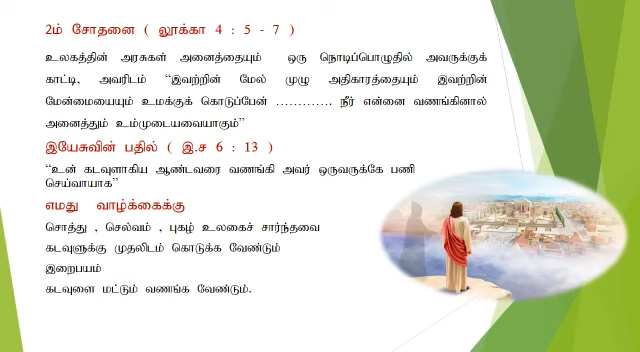 2ம் சோதனை ( லூக்கா 4 : 5 - 7 )
உலகத்தின் அரசுகள் அனைத்தையும் ஒரு நொடிப்பொழுதில் அவருக்குக்
காட்டி, அவரிடம் “இவற்றின் மேல் முழு அதிகாரத்தையும் இவற்றின்
மேன்மையையும் உமக்குக் கொடுப்பேன் …………. நீர் என்னை வணங்கினால்
அனைத்தும் உம்முடையவையாகும்”
இயேசுவின் பதில் ( இ.ச 6 : 13 )
“உன் கடவுளாகிய ஆண்டவரை வணங்கி அவர் ஒருவருக்கே பணி
செய்வாயாக”
எமது வாழ்க்கைக்கு
சொத்து , செல்வம் , புகழ் உலகைச் சார்ந்தவை
கடவுளுக்கு முதலிடம் கொடுக்க வேண்டும்
இறைபயம்
கடவுளை மட்டும் வணங்க வேண்டும்.